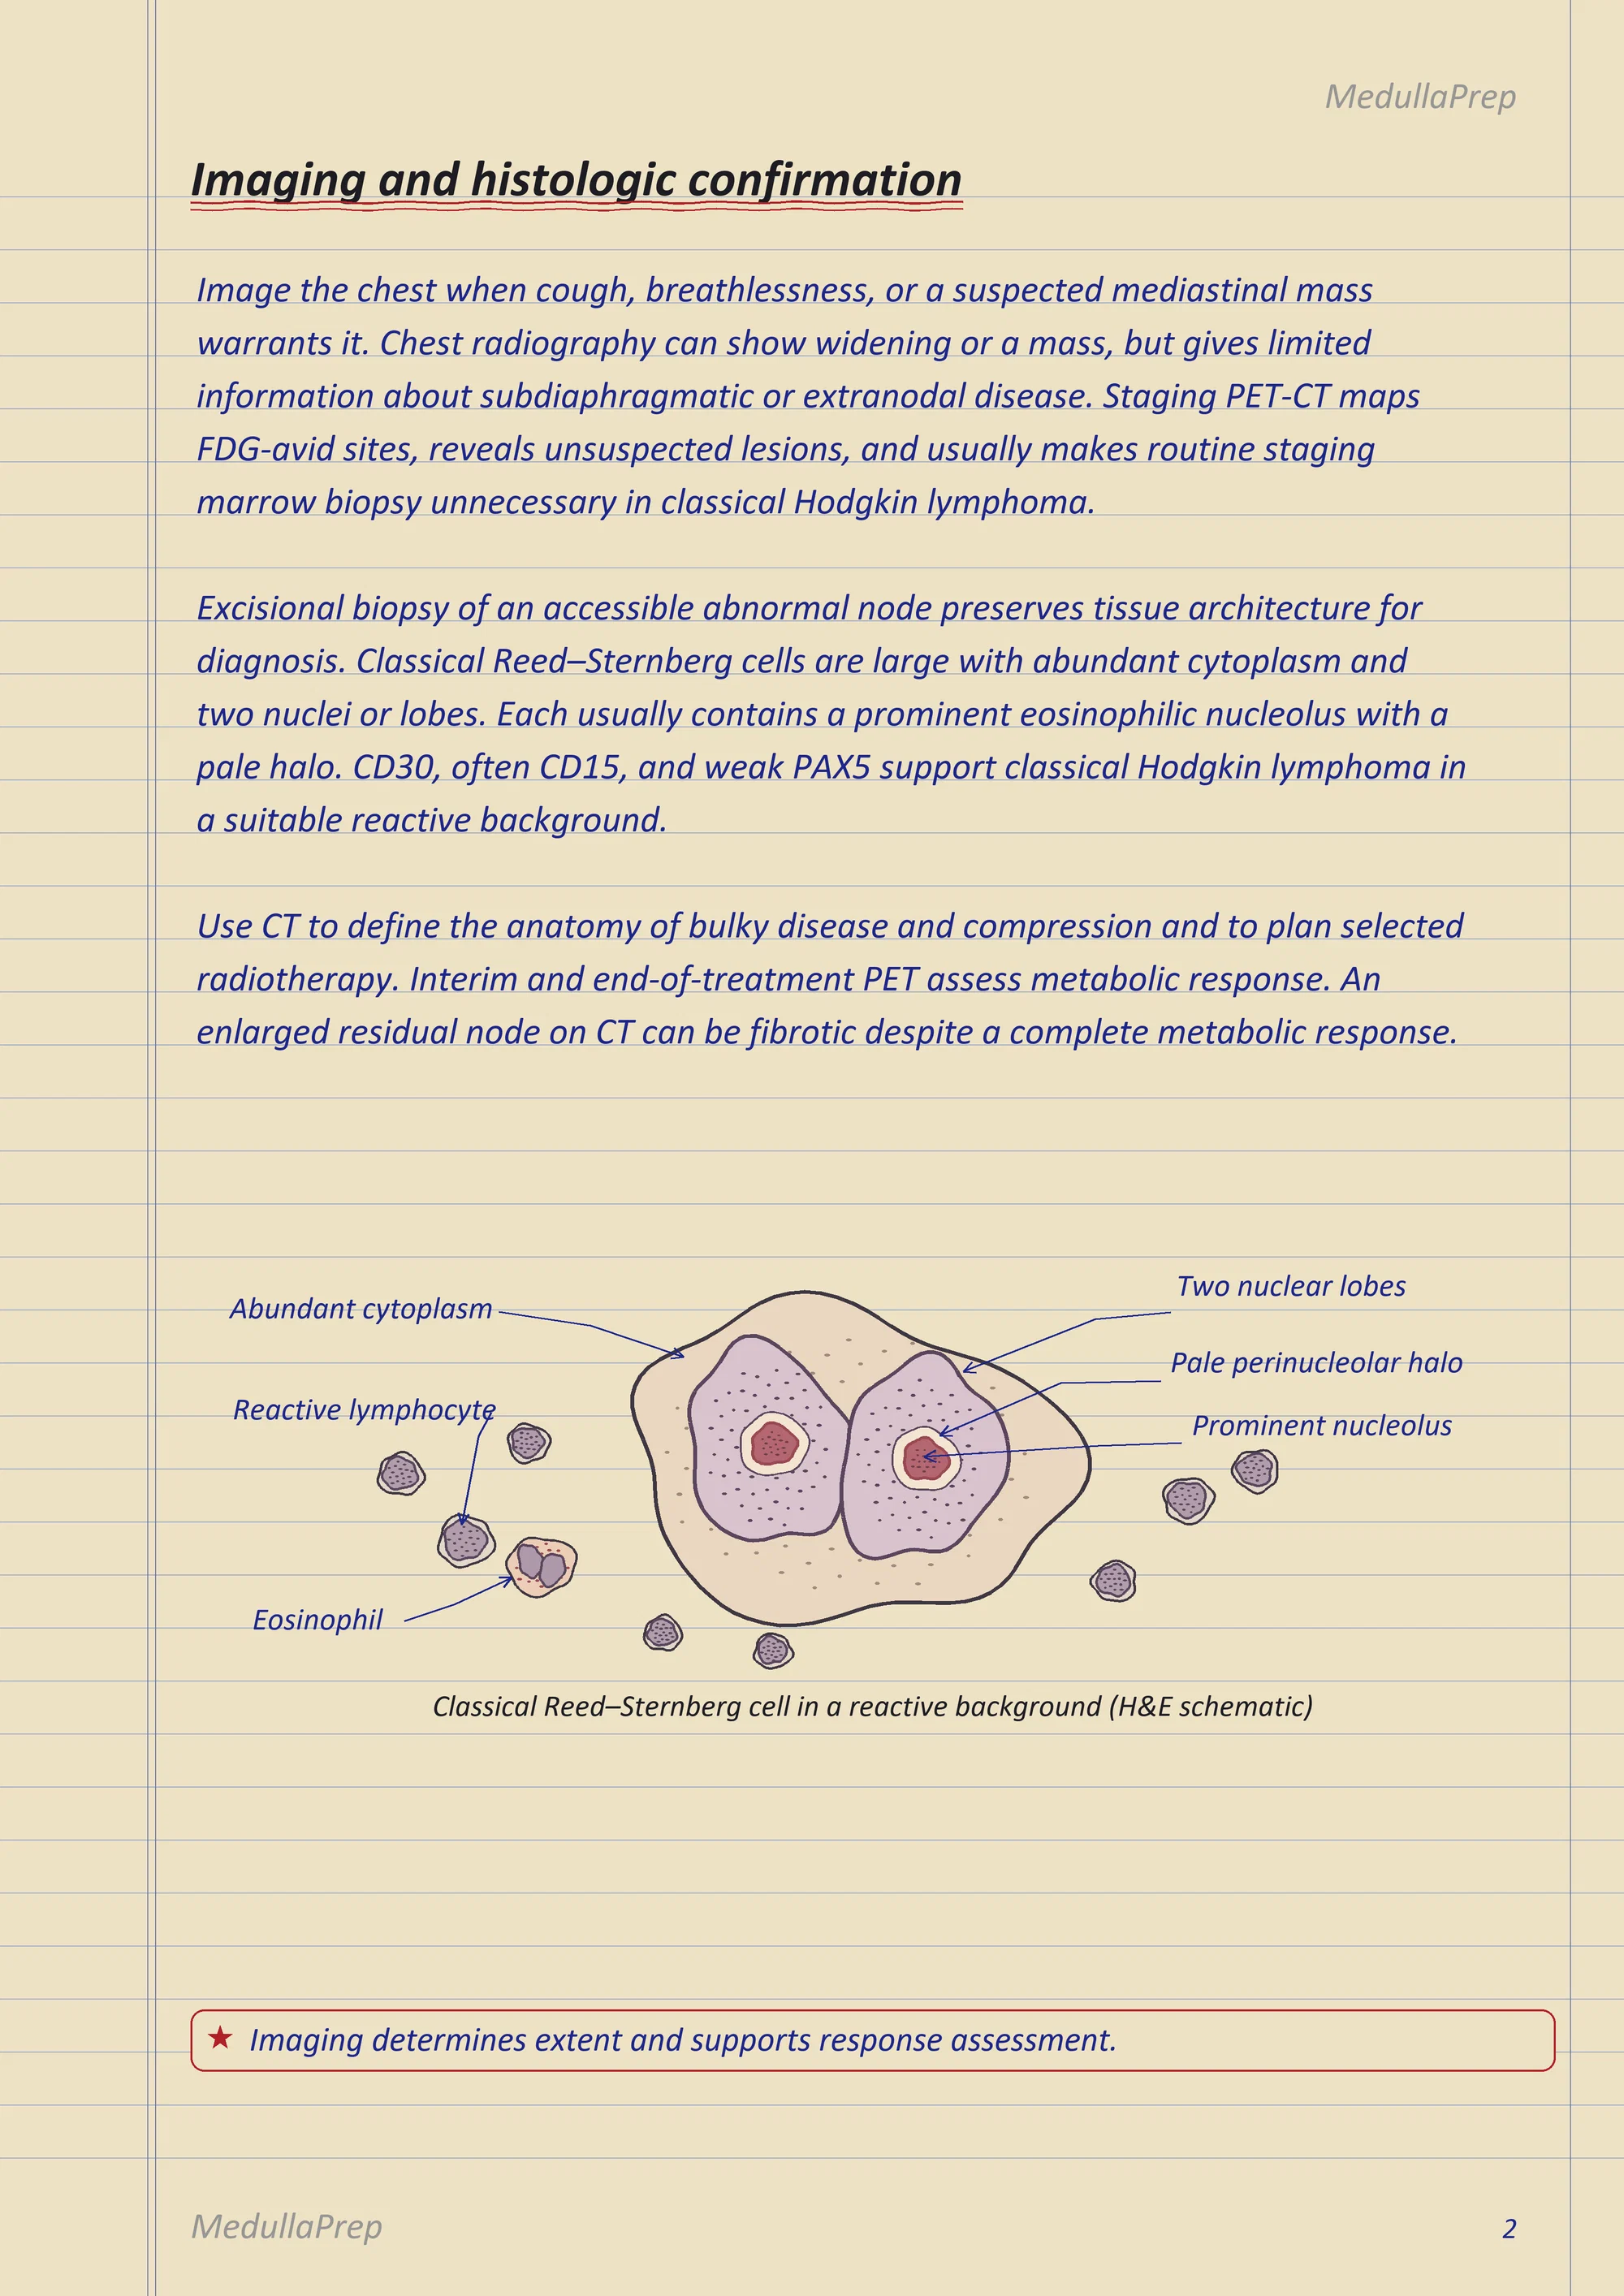 MedullaPrep
Imaging and histologic confirmation
Image the chest when cough, breathlessness, or a suspected mediastinal mass
warrants it. Chest radiography can show widening or a mass, but gives limited
information about subdiaphragmatic or extranodal disease. Staging PET-CT maps
FDG-avid sites, reveals unsuspected lesions, and usually makes routine staging
marrow biopsy unnecessary in classical Hodgkin lymphoma.
Excisional biopsy of an accessible abnormal node preserves tissue architecture for
diagnosis. Classical Reed–Sternberg cells are large with abundant cytoplasm and
two nuclei or lobes. Each usually contains a prominent eosinophilic nucleolus with a
pale halo. CD30, often CD15, and weak PAX5 support classical Hodgkin lymphoma in
a suitable reactive background.
Use CT to define the anatomy of bulky disease and compression and to plan selected
radiotherapy. Interim and end-of-treatment PET assess metabolic response. An
enlarged residual node on CT can be fibrotic despite a complete metabolic response.
Two nuclear lobes
Abundant cytoplasm
Pale perinucleolar halo
Reactive lymphocyte
Prominent nucleolus
Eosinophil
Classical Reed–Sternberg cell in a reactive background (H&E schematic)
★ Imaging determines extent and supports response assessment.
MedullaPrep
2